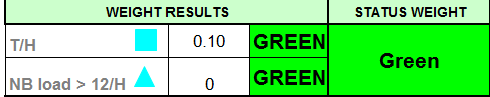 WEIGHT RESULTS STATUS WEIGHT
T/H 0.10 GREEN
Green
NB load > 12/H 0 GREEN